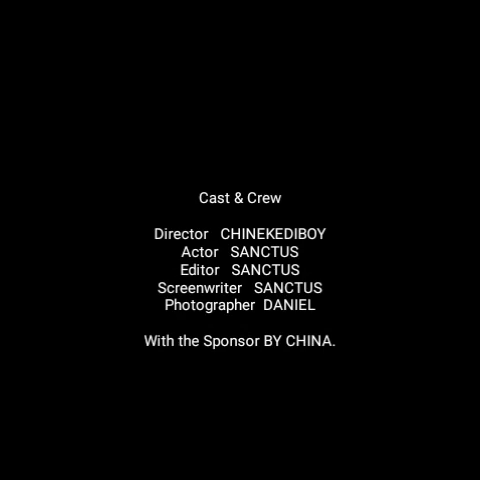 Cast & Crew
Director CHINEKEDIBOY
Actor SANCTUS
Editor SANCTUS
Screenwriter SANCTUS
Photographer DANIEL
With the Sponsor BY CHINA.